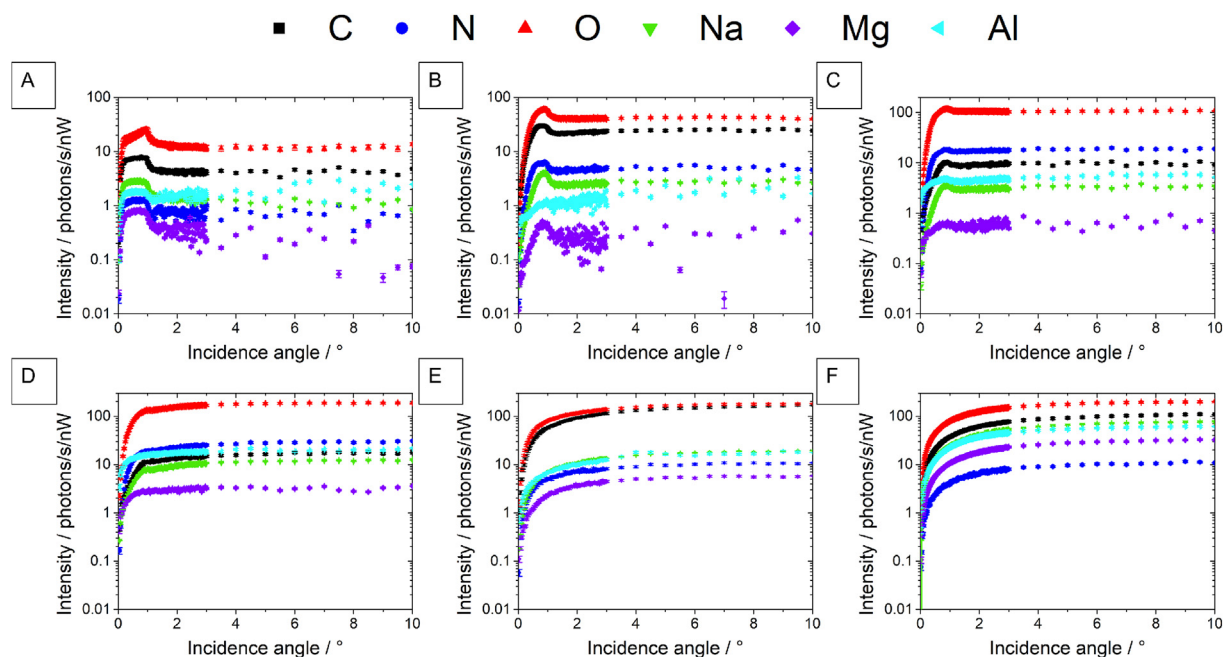 C N O Na Mg Al
A B C
100 100 100
10 10 10
1 1 1
0.1 0.1 0.1
0.01 0.01 0.01
0 2 4 6 8 10 0 2 4 6 8 10 0 2 4 6 8 10
Intensity / photons/s/nW Intensity / photons/s/nW Intensity / photons/s/nW
Incidence angle / ° Incidence angle / ° Incidence angle / °
D E F
100 100 100
10 10 10
1 1 1
0.1 0.1 0.1
0.01 0.01 0.01
0 2 4 6 8 10 0 2 4 6 8 10 0 2 4 6 8 10
Intensity / photons/s/nW Intensity / photons/s/nW Intensity / photons/s/nW
Incidence angle / ° Incidence angle / ° Incidence angle / °